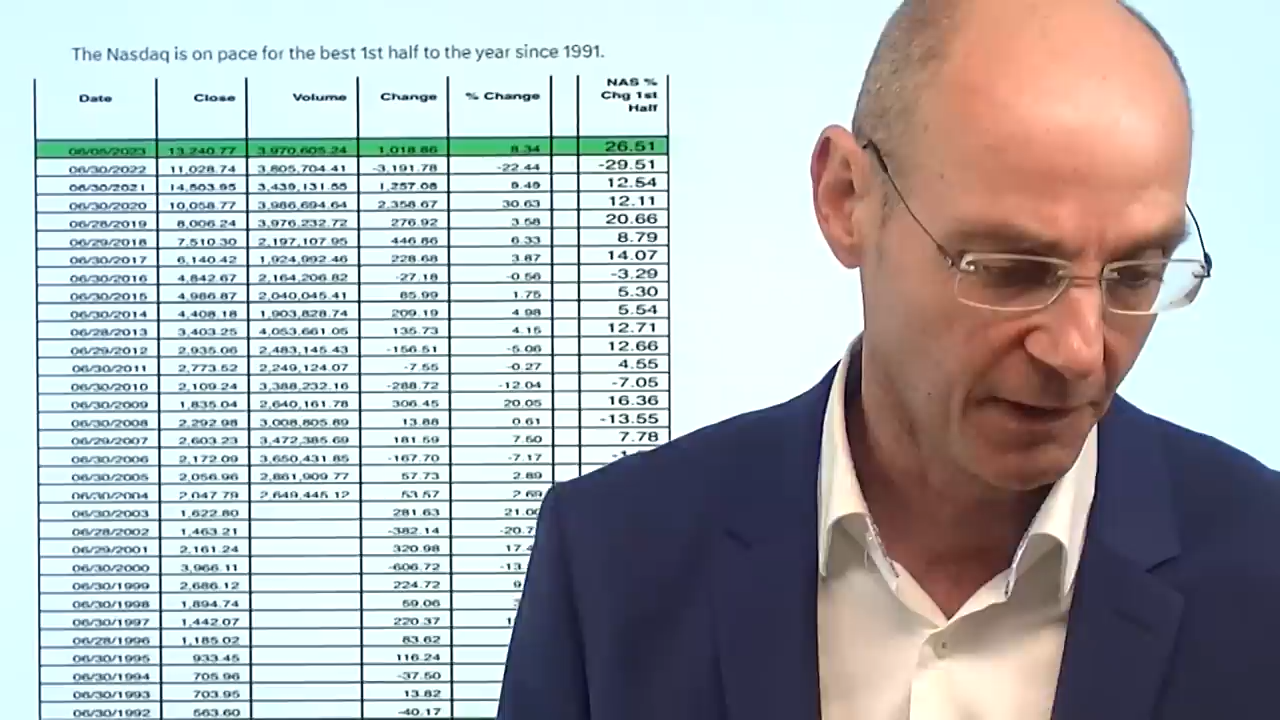 The Nasdaq is on pace for the best 1st half to the year since 1991.
Date Close Volume Change % Change NAS % Chg 1st Half
06/05/2023 13,240.77 3,970,605.24 1,018.86 8.34 26.51
06/30/2022 11,028.74 3,805,704.41 -3,191.78 -22.44 -29.51
06/30/2021 14,503.95 3,439,131.55 1,257.08 9.49 12.54
06/30/2020 10,058.77 3,986,694.64 2,358.67 30.63 12.11
06/28/2019 8,006.24 3,976,232.72 276.92 3.58 20.66
06/29/2018 7,510.30 2,197,107.95 446.86 6.33 8.79
06/30/2017 6,140.42 1,924,992.46 228.68 3.87 14.07
06/30/2016 4,842.67 2,164,206.82 -27.18 -0.56 -3.29
06/30/2015 4,986.87 2,040,045.41 85.99 1.75 5.30
06/30/2014 4,408.18 1,903,828.74 209.19 4.98 5.54
06/28/2013 3,403.25 4,053,661.05 135.73 4.15 12.71
06/29/2012 2,935.06 2,483,145.43 -156.51 -5.06 12.66
06/30/2011 2,773.52 2,249,124.07 -7.55 -0.27 4.55
06/30/2010 2,109.24 3,388,232.16 -288.72 -12.04 -7.05
06/30/2009 1,835.04 2,640,161.78 306.45 20.05 16.36
06/30/2008 2,292.98 3,008,805.89 13.88 0.61 -13.55
06/29/2007 2,603.23 3,472,385.69 181.59 7.50 7.78
06/30/2006 2,172.09 3,650,431.85 -167.70 -7.17
06/30/2005 2,056.96 2,861,909.77 57.73 2.89
06/30/2004 2,047.79 2,649,445.12 53.57 2.69
06/30/2003 1,622.80 281.63 21.00
06/28/2002 1,463.21 -382.14 -20.7
06/29/2001 2,161.24 320.98 17.4
06/30/2000 3,966.11 -606.72 -13.
06/30/1999 2,686.12 224.72 9
06/30/1998 1,894.74 59.06
06/30/1997 1,442.07 220.37 1
06/28/1996 1,185.02 83.62
06/30/1995 933.45 116.24
06/30/1994 705.96 -37.50
06/30/1993 703.95 13.82
06/30/1992 563.60 -40.17